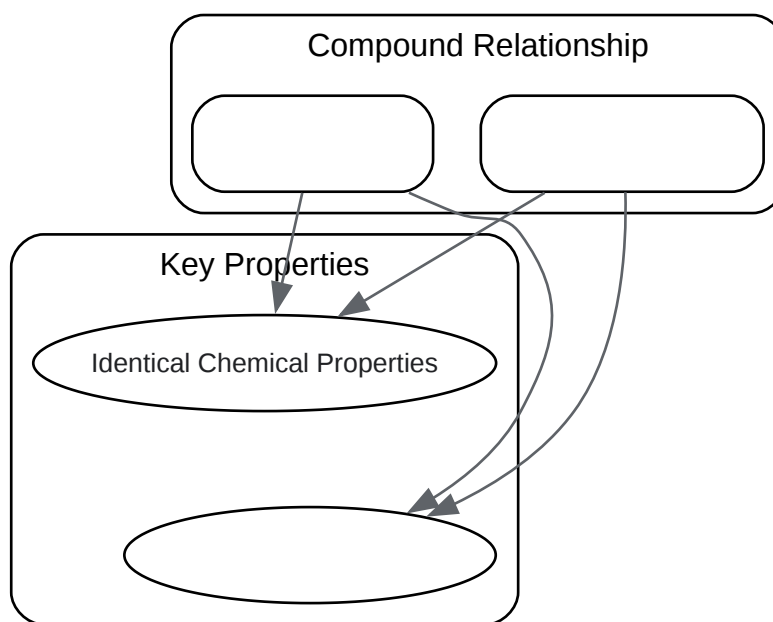 Compound Relationship
Key Properties
Identical Chemical Properties